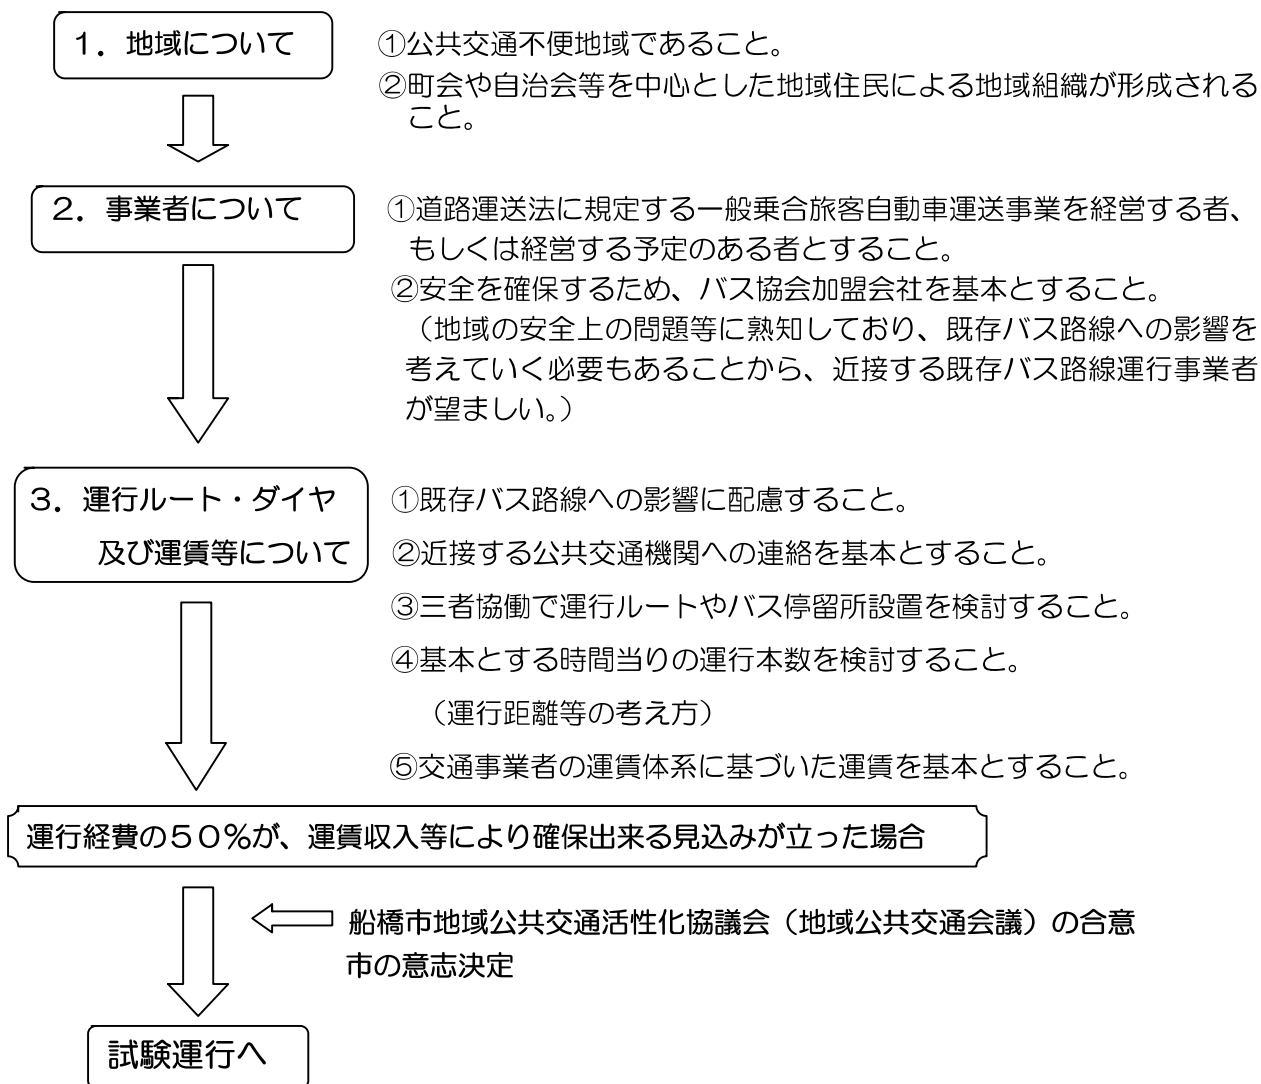 １．地域について
①公共交通不便地域であること。
②町会や自治会等を中心とした地域住民による地域組織が形成される
こと。
２．事業者について
①道路運送法に規定する一般乗合旅客自動車運送事業を経営する者、
もしくは経営する予定のある者とすること。
②安全を確保するため、バス協会加盟会社を基本とすること。
（地域の安全上の問題等に熟知しており、既存バス路線への影響を
考えていく必要もあることから、近接する既存バス路線運行事業者
が望ましい。）
３．運行ルート・ダイヤ
及び運賃等について
①既存バス路線への影響に配慮すること。
②近接する公共交通機関への連絡を基本とすること。
③三者協働で運行ルートやバス停留所設置を検討すること。
④基本とする時間当りの運行本数を検討すること。
（運行距離等の考え方）
⑤交通事業者の運賃体系に基づいた運賃を基本とすること。
運行経費の５０％が、運賃収入等により確保出来る見込みが立った場合
船橋市地域公共交通活性化協議会（地域公共交通会議）の合意
市の意志決定
試験運行へ